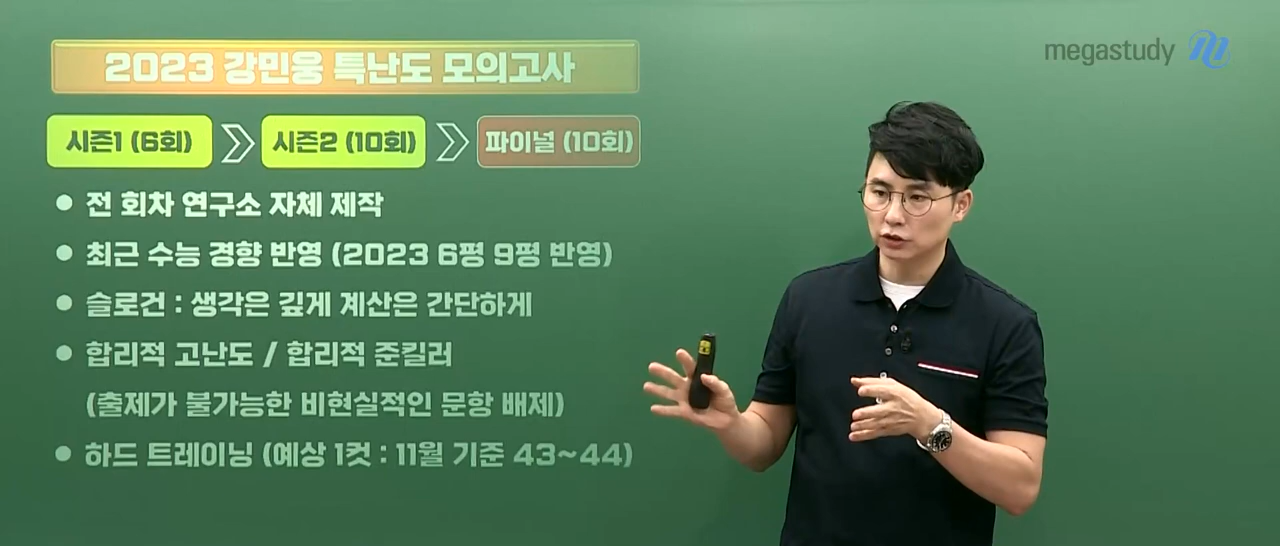 megastudy
2023 강민웅 특난도 모의고사
시즌1 (6회)
시즌2 (10회)
파이널 (10회)
● 전 회차 연구소 자체 제작
● 최근 수능 경향 반영 (2023 6평 9평 반영)
● 슬로건 : 생각은 깊게 계산은 간단하게
● 합리적 고난도 / 합리적 준킬러
(출제가 불가능한 비현실적인 문항 배제)
● 하드 트레이닝 (예상 1컷 : 11월 기준 43~44)